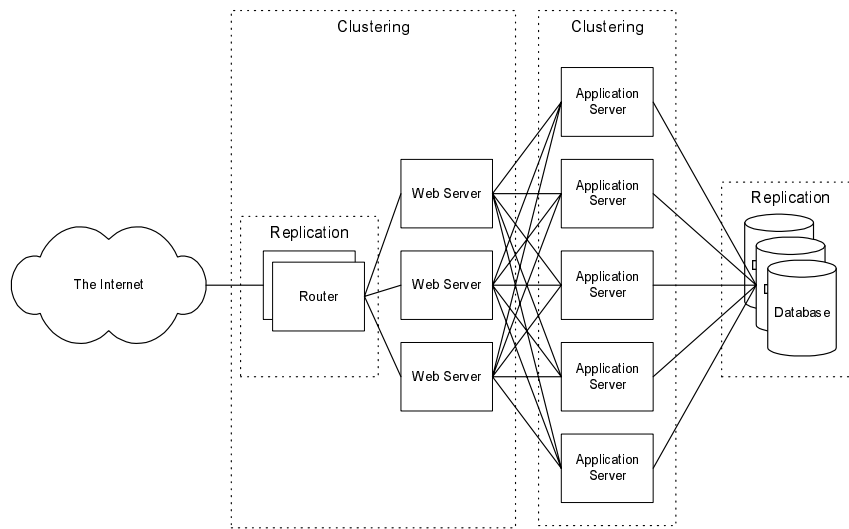 Clustering
Clustering
Application
Server
Web Server
Application
Server
Replication
Replication
The Internet
Router
Web Server
Application
Server
Database
Web Server
Application
Server
Application
Server